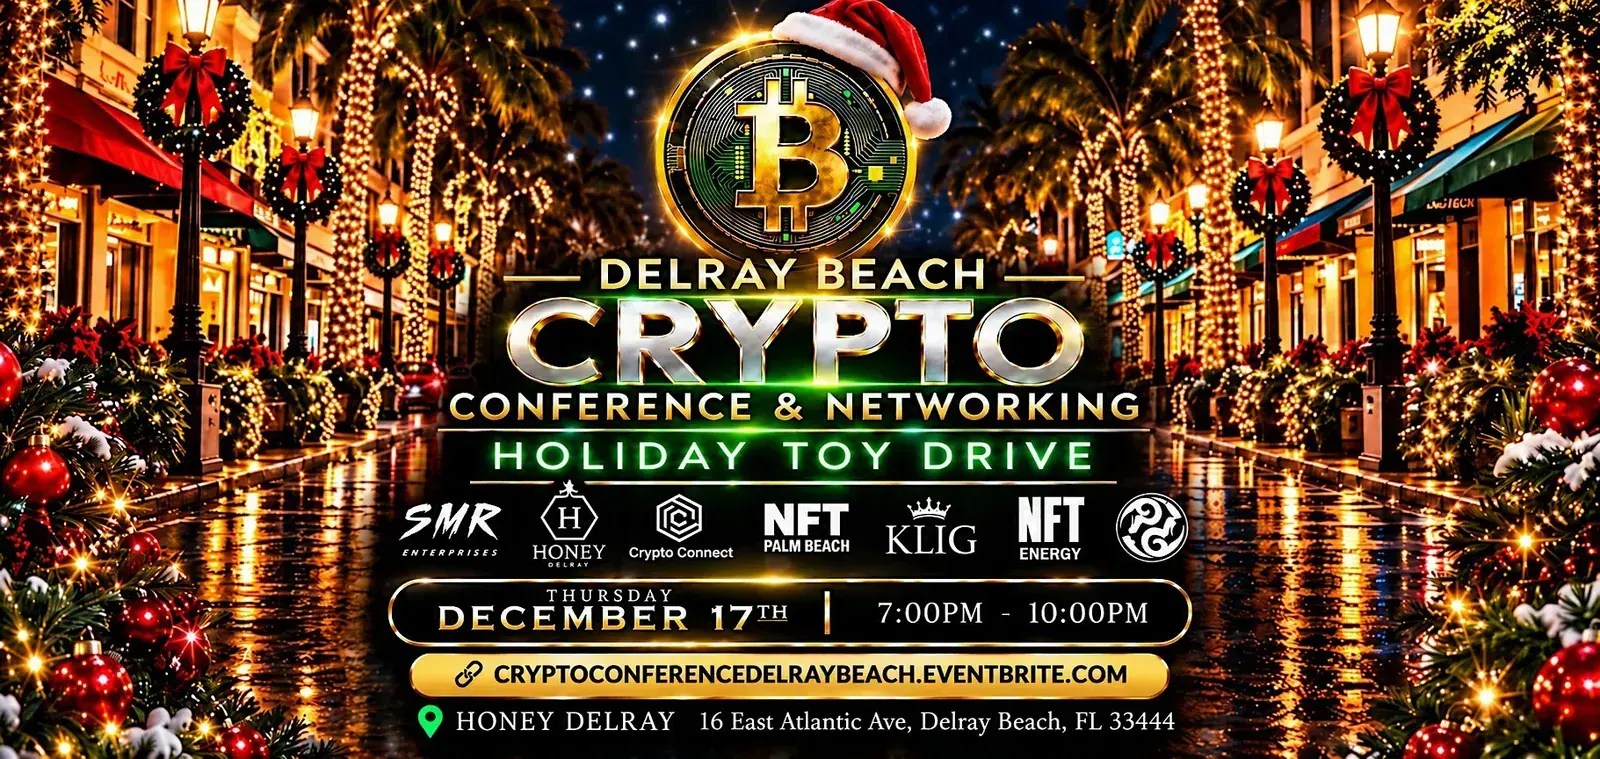 DELRAY BEACH
CRYPTO
CONFERENCE & NETWORKING
HOLIDAY TOY DRIVE
SMR
ENTERPRISES
H
HONEY
DELRAY
Crypto Connect
NFT
PALM BEACH
KLIG
NFT
ENERGY
THURSDAY
DECEMBER 17TH
7:00PM - 10:00PM
CRYPTOCONFERENCEDELRAYBEACH.EVENTBRITE.COM
HONEY DELRAY 16 East Atlantic Ave, Delray Beach, FL 33444